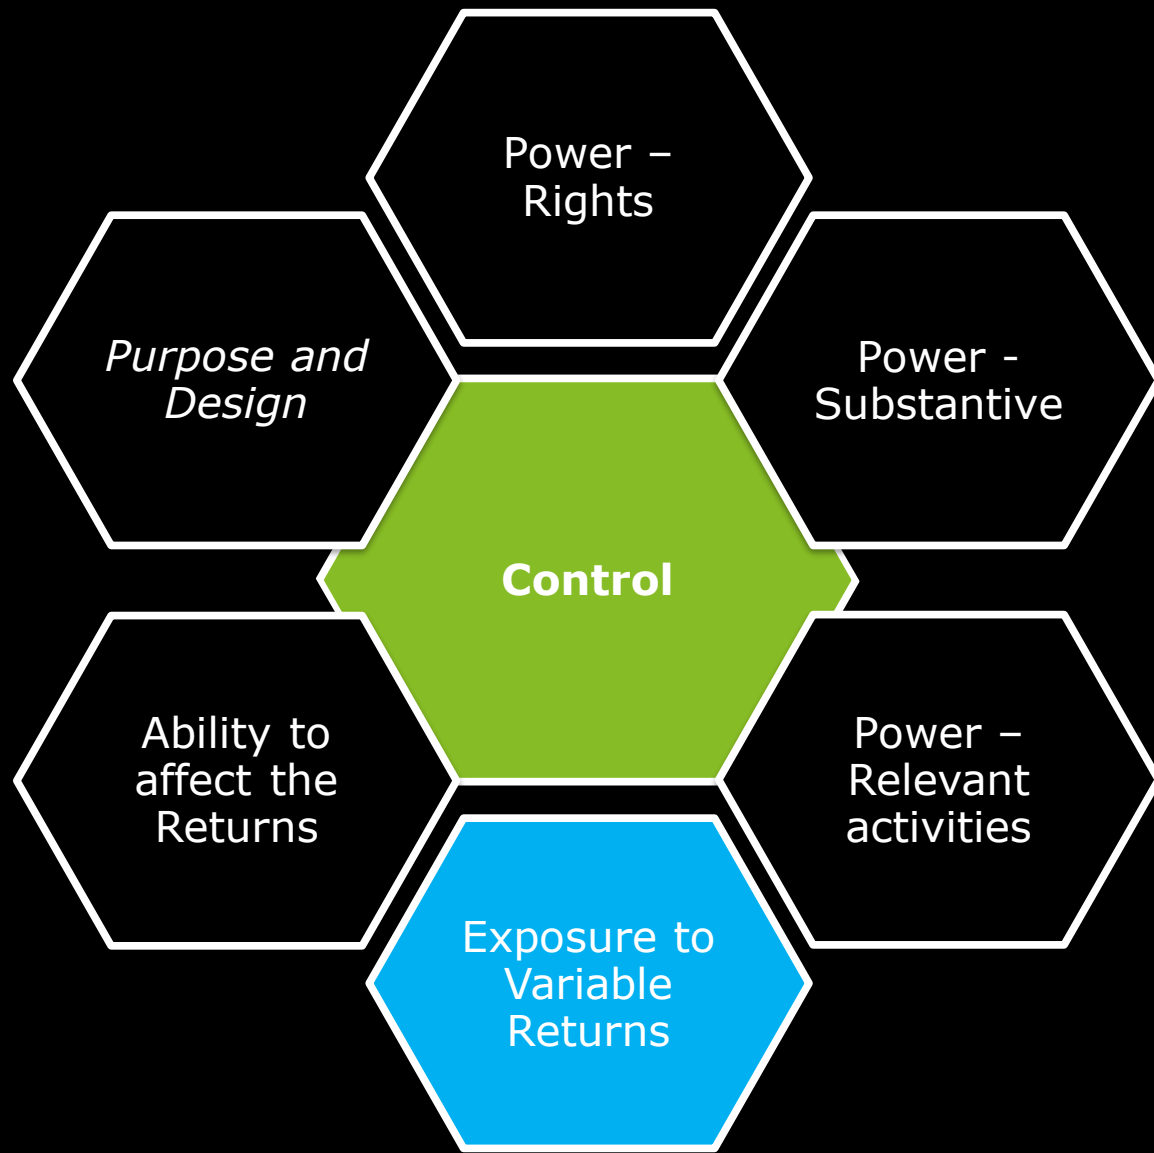 Power –
Rights
Purpose and
Design
Power -
Substantive
Control
Ability to
affect the
Returns
Power –
Relevant
activities
Exposure to
Variable
Returns